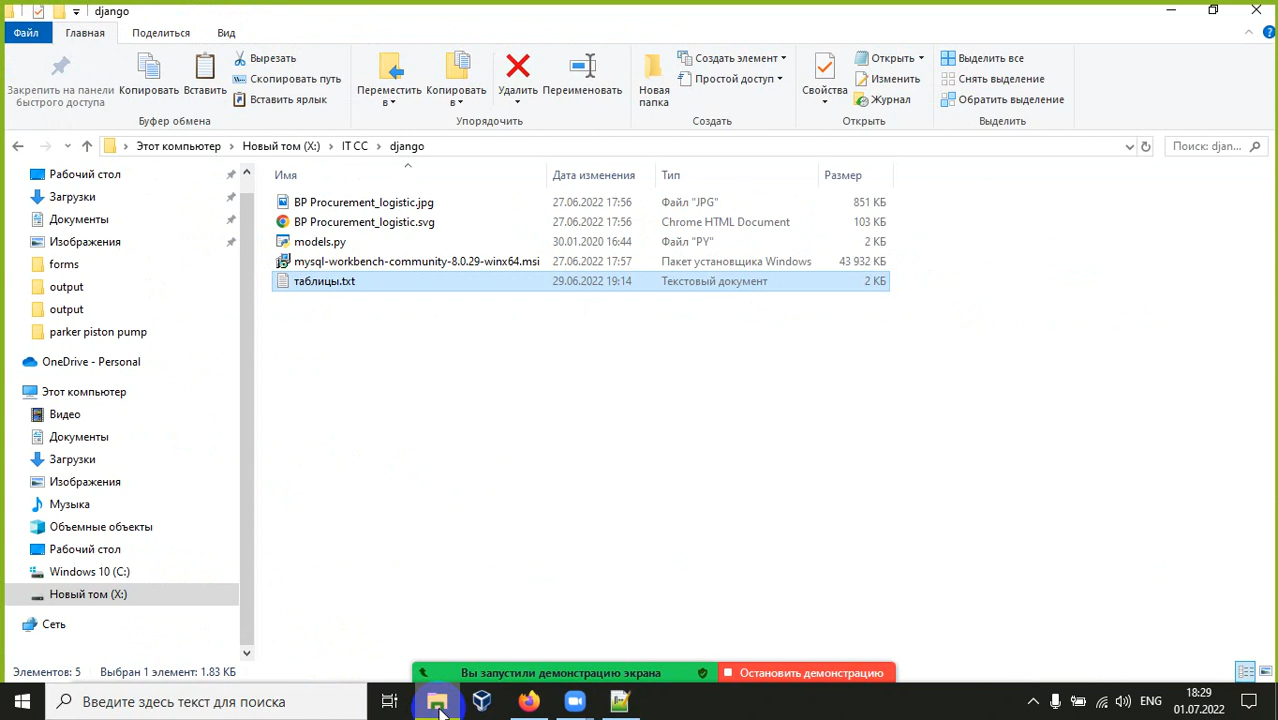 django
Файл Главная Поделиться Вид
Закрепить на панели быстрого доступа
Копировать
Вставить
Вырезать
Скопировать путь
Вставить ярлык
Буфер обмена
Переместить в
Копировать в
Удалить
Переименовать
Упорядочить
Новая папка
Создать элемент
Простой доступ
Создать
Свойства
Открыть
Изменить
Журнал
Открыть
Выделить все
Снять выделение
Обратить выделение
Выделить
Этот компьютер > Новый том (X:) > IT CC > django
Поиск: djan...
Рабочий стол
Загрузки
Документы
Изображения
forms
output
output
parker piston pump
OneDrive - Personal
Этот компьютер
Видео
Документы
Загрузки
Изображения
Музыка
Объемные объекты
Рабочий стол
Windows 10 (C:)
Новый том (X:)
Сеть
Имя Дата изменения Тип Размер
BP Procurement_logistic.jpg 27.06.2022 17:56 Файл "JPG" 851 КБ
BP Procurement_logistic.svg 27.06.2022 17:56 Chrome HTML Document 103 КБ
models.py 30.01.2020 16:44 Файл "PY" 2 КБ
mysql-workbench-community-8.0.29-winx64.msi 27.06.2022 17:57 Пакет установщика Windows 43 932 КБ
таблицы.txt 29.06.2022 19:14 Текстовый документ 2 КБ
Элементов: 5 Выбран 1 элемент: 1.83 КБ
Вы запустили демонстрацию экрана Остановить демонстрацию
Введите здесь текст для поиска
ENG
18:29
01.07.2022